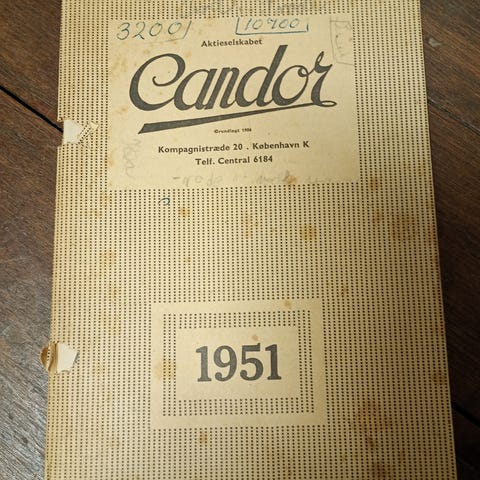 32001 10700
Aktieselskabet
Candor
Grundlagt 1906
Kompagnistræde 20 . København K
Telf. Central 6184
1951